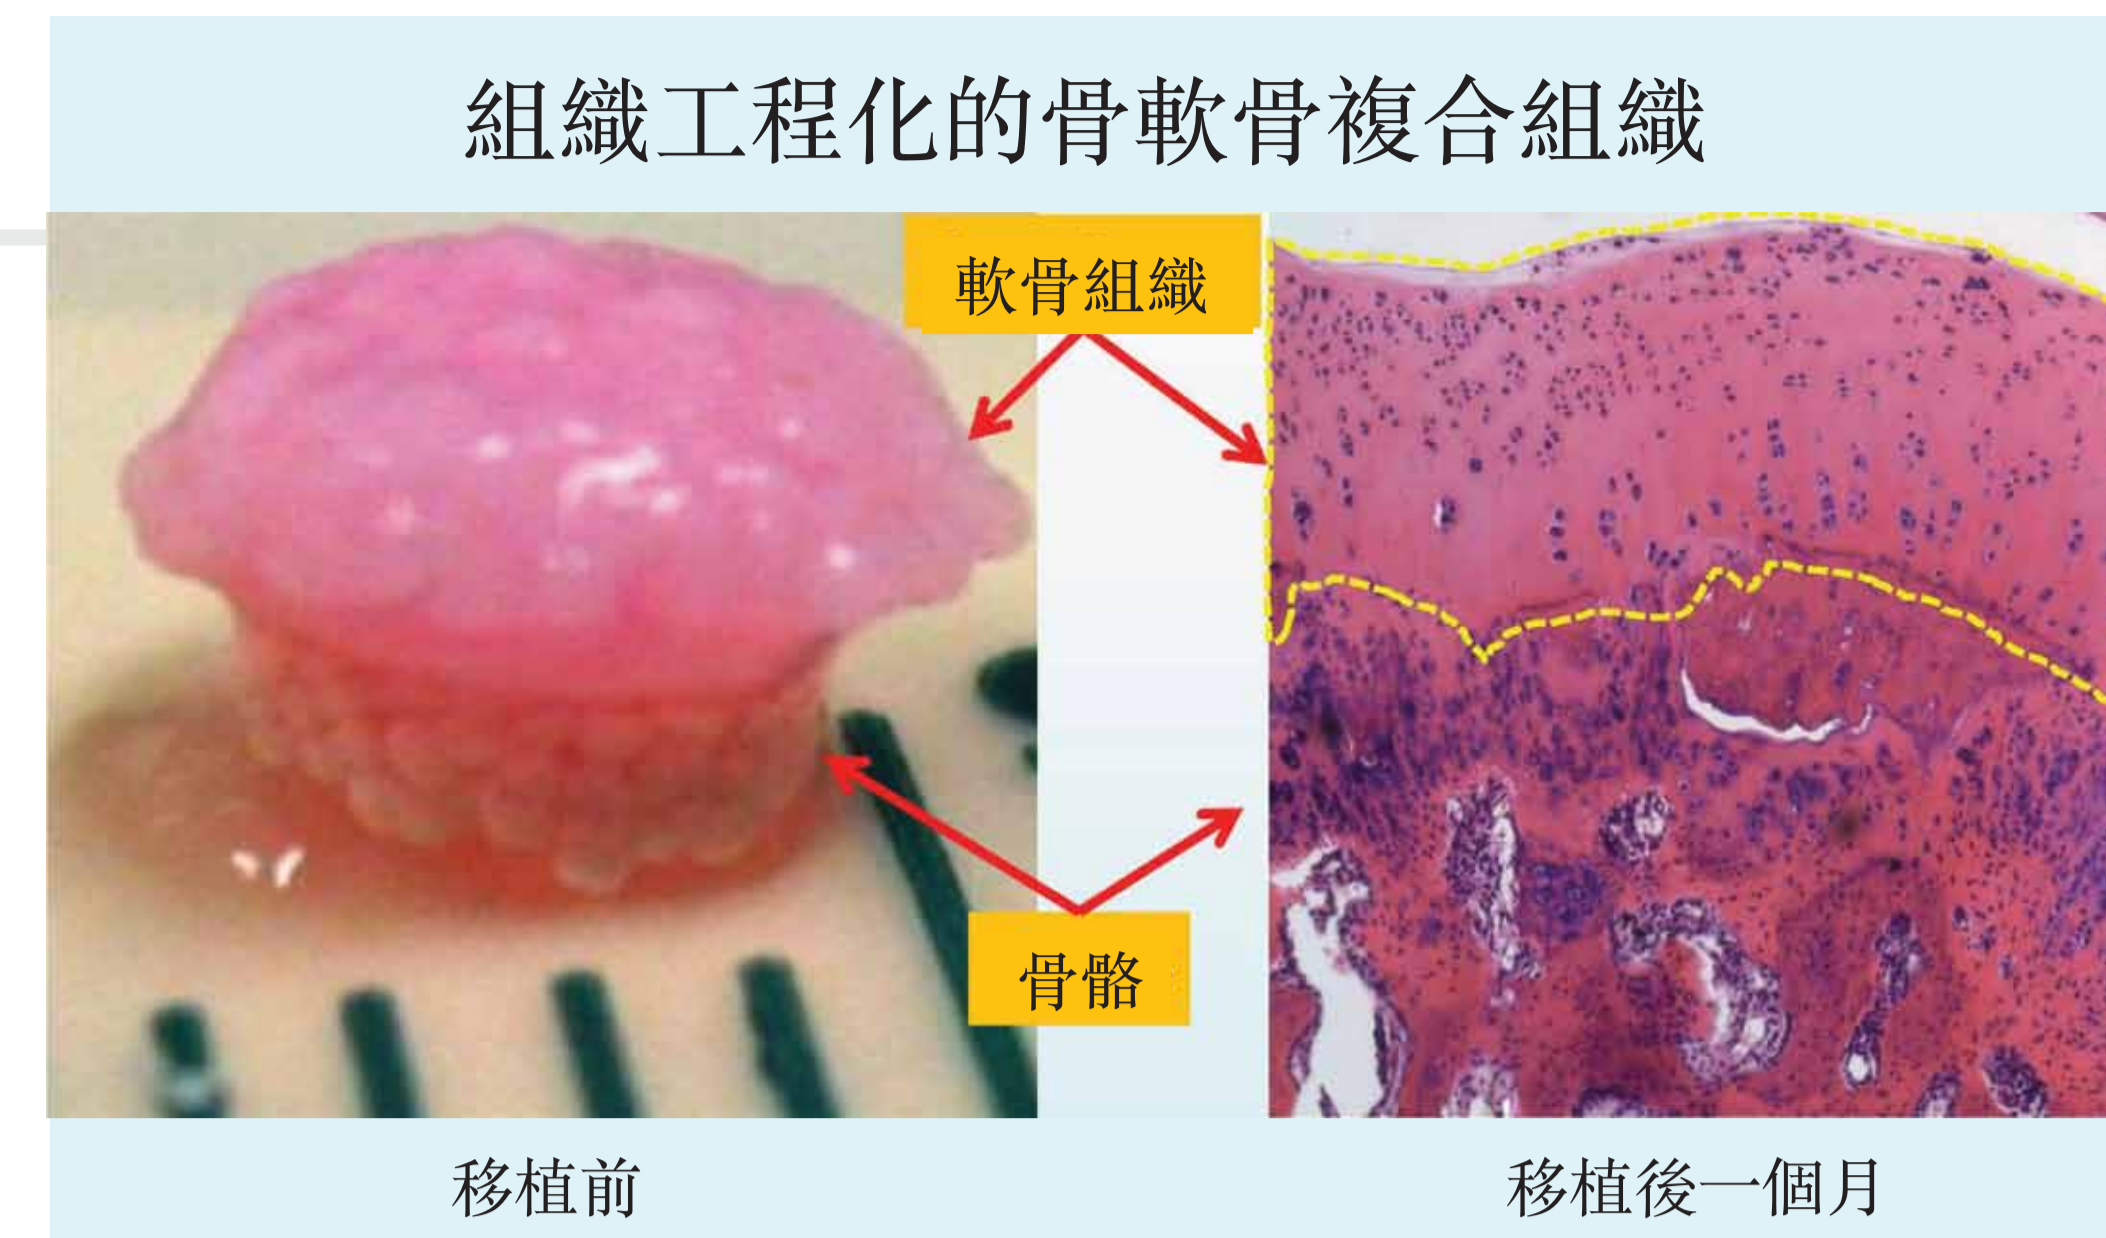 組織工程化的骨軟骨複合組織
軟骨組織
骨骼
移植前
移植後一個月